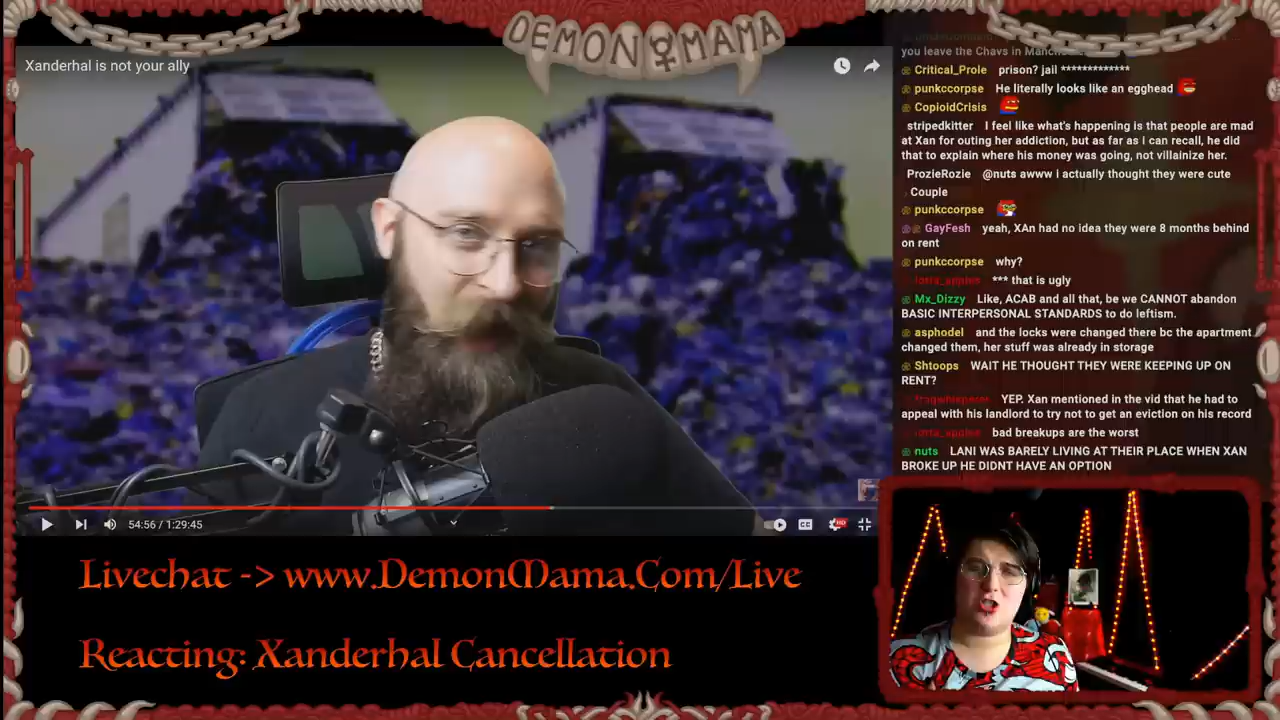 DEMON MAMA
Xanderhal is not your ally
you leave the Chavs in
Critical_Prole prison? jail *************
punkccorpse He literally looks like an egghead
CopioidCrisis
stripedkitter I feel like what's happening is that people are mad
at Xan for outing her addiction, but as far as i can recall, he did
that to explain where his money was going, not villainize her.
ProzieRozie @nuts awww i actually thought they were cute
Couple
punkccorpse
GayFesh yeah, XAn had no idea they were 8 months behind
on rent
punkccorpse why?
*** that is ugly
Mx_Dizzy Like, ACAB and all that, be we CANNOT abandon
BASIC INTERPERSONAL STANDARDS to do leftism.
asphodel and the locks were changed there bc the apartment
changed them, her stuff was already in storage
Shtoops WAIT HE THOUGHT THEY WERE KEEPING UP ON
RENT?
YEP. Xan mentioned in the vid that he had to
appeal with his landlord to try not to get an eviction on his record
bad breakups are the worst
nuts LANI WAS BARELY LIVING AT THEIR PLACE WHEN XAN
BROKE UP HE DIDNT HAVE AN OPTION
54:56 / 1:29:45
CC
HD
Livechat -> www.DemonMama.Com/Live
Reacting: Xanderhal Cancellation